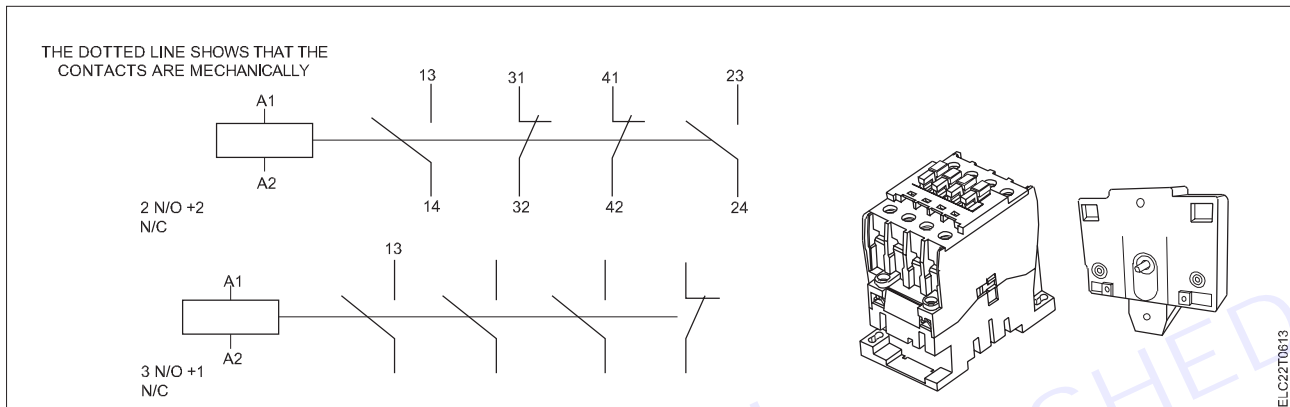 THE DOTTED LINE SHOWS THAT THE
CONTACTS ARE MECHANICALLY
13 31 41 23
A1
A2
14 32 42 24
2 N/O +2
N/C
13
A1
A2
3 N/O +1
N/C
ELC22T0613
SHED